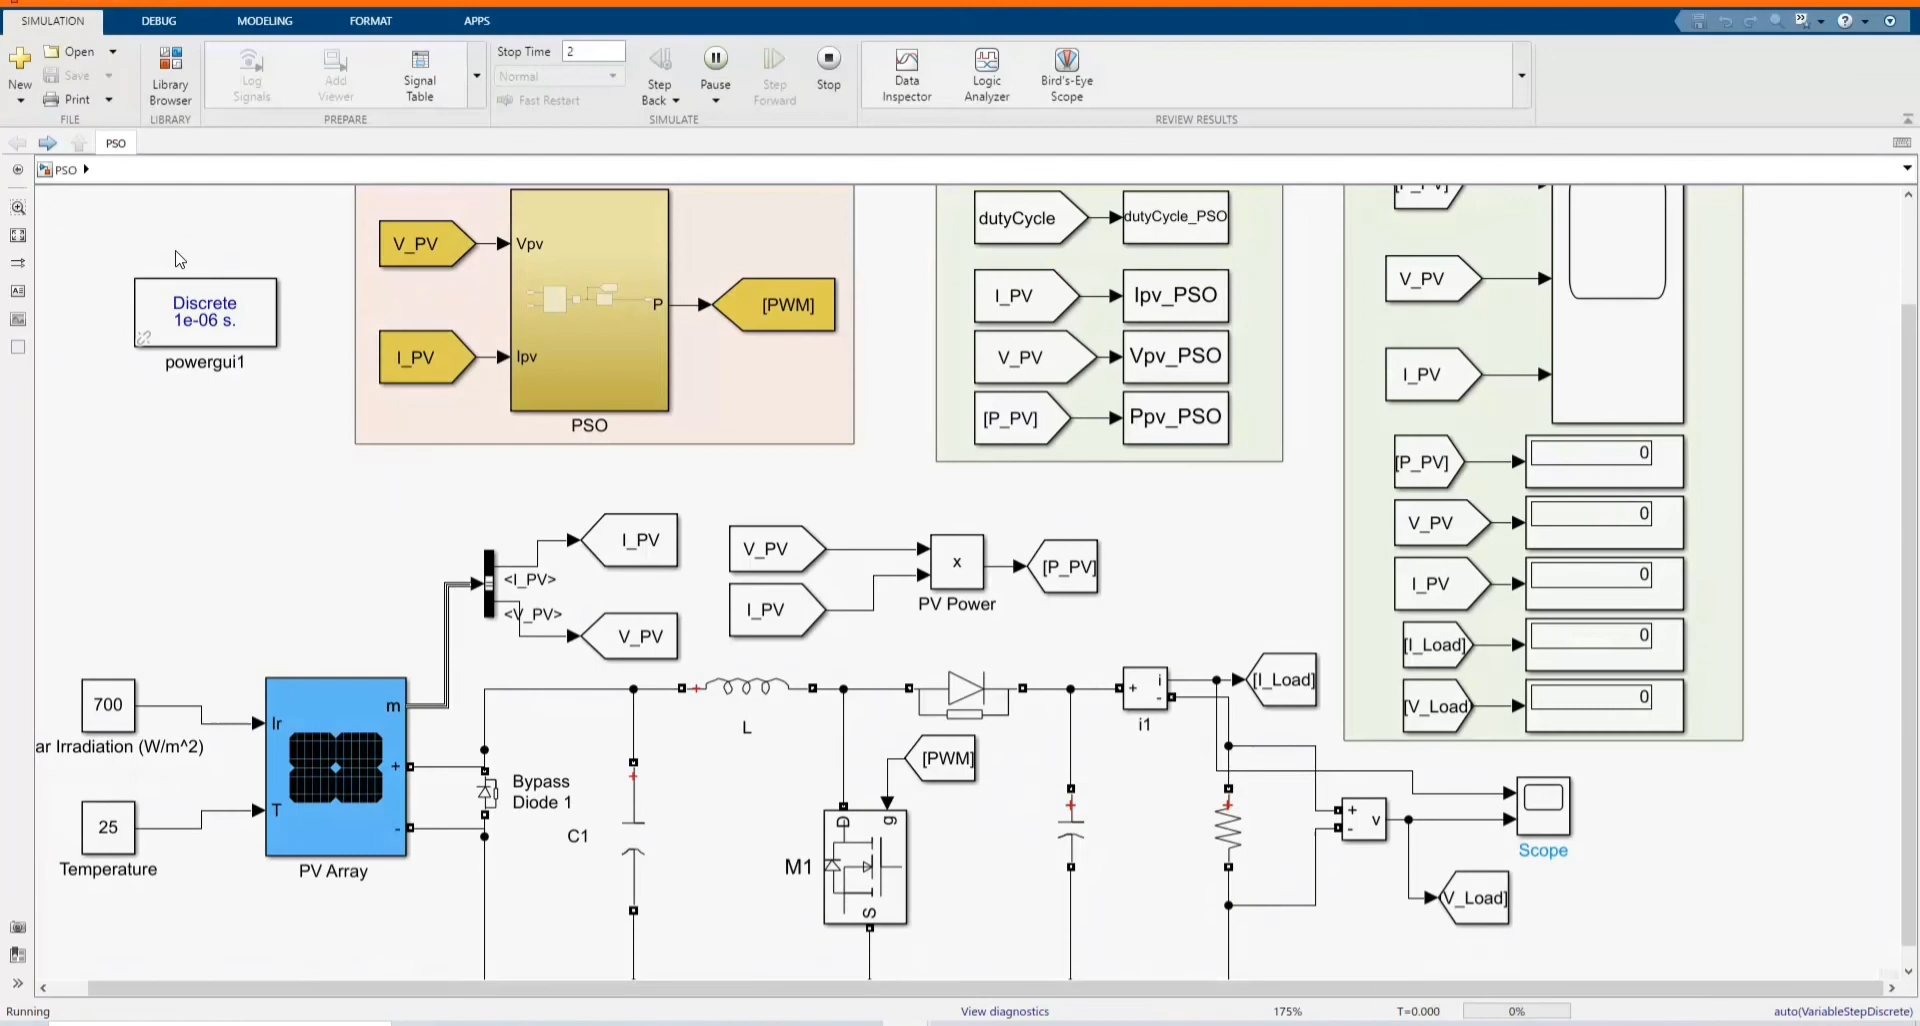 SIMULATION
DEBUG
MODELING
FORMAT
APPS
New
Open
Save
Print
FILE
Library Browser
LIBRARY
Log Signals
Add Viewer
Signal Table
PREPARE
Stop Time 2
Normal
Fast Restart
Step Back
Pause
Step Forward
Stop
SIMULATE
Data Inspector
Logic Analyzer
Bird's-Eye Scope
REVIEW RESULTS
PSO
PSO
Discrete
1e-06 s.
powergui1
V_PV
I_PV
Vpv
Ipv
P
PSO
[PWM]
dutyCycle
dutyCycle_PSO
I_PV
Ipv_PSO
V_PV
Vpv_PSO
[P_PV]
Ppv_PSO
V_PV
I_PV
[P_PV]
0
V_PV
0
I_PV
0
[I_Load]
0
[V_Load
0
I_PV
<I_PV>
<V_PV>
V_PV
V_PV
I_PV
x
PV Power
[P_PV]
700
ar Irradiation (W/m^2)
25
Temperature
Ir
T
m
+
-
PV Array
Bypass
Diode 1
C1
+
L
+
[PWM]
M1
D
g
S
+
+
i
-
i1
[I_Load]
+
+
-
v
Scope
V_Load]
Running
View diagnostics
175%
T=0.000
0%
auto(VariableStepDiscrete)